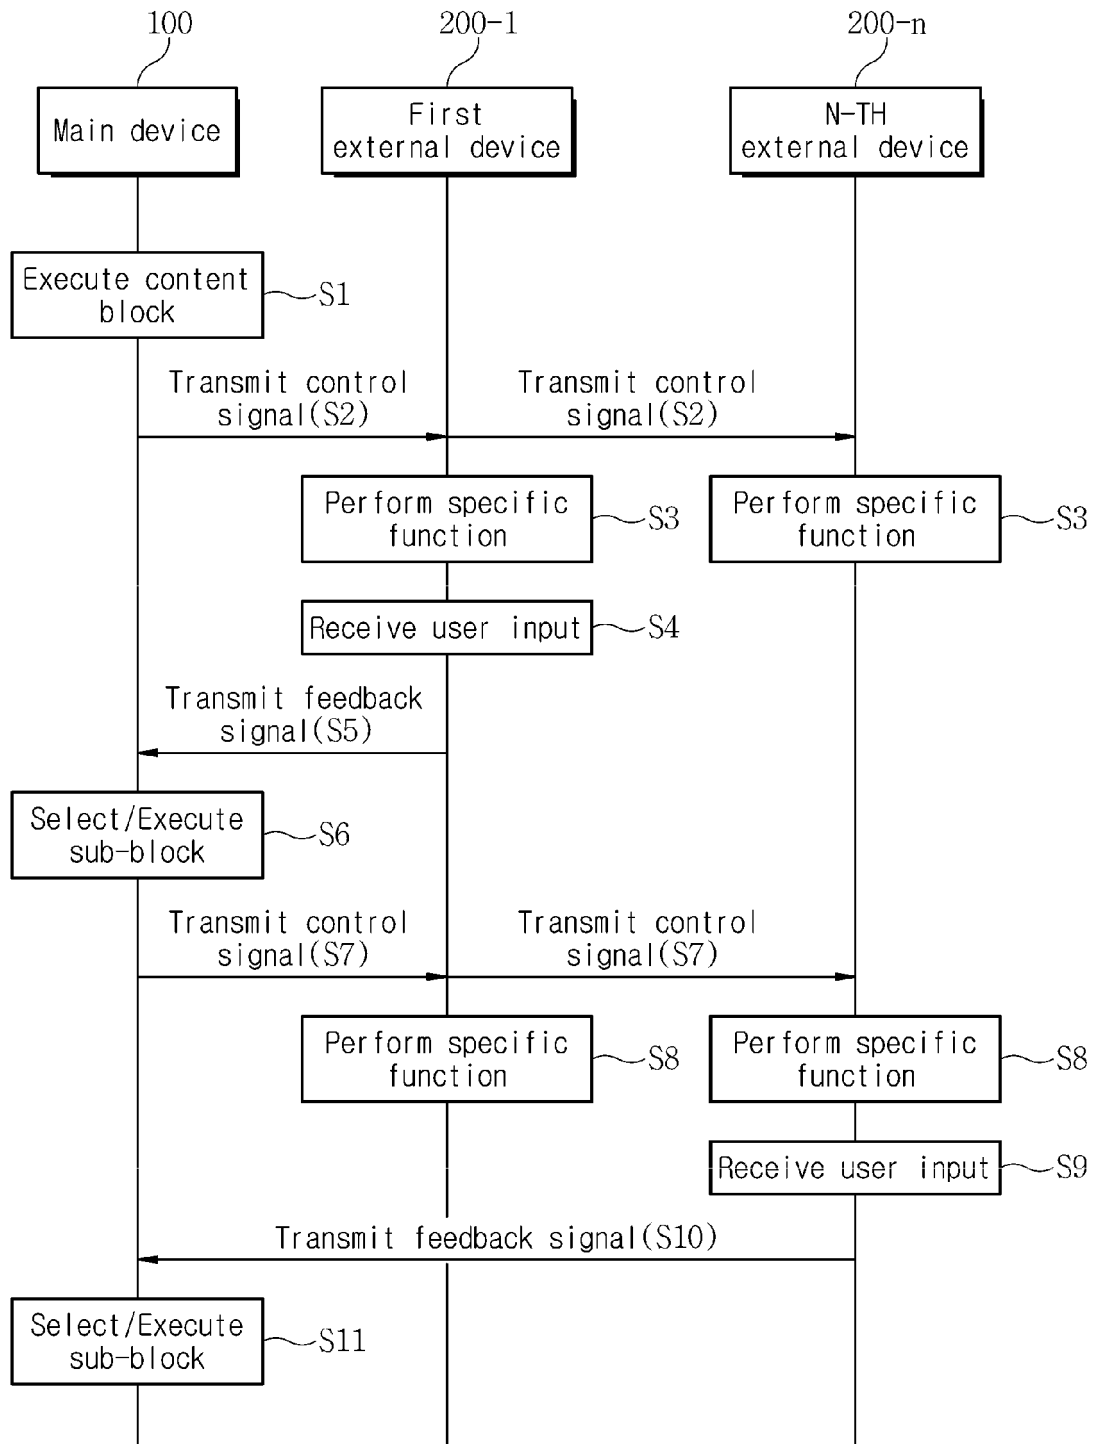 100
200-1
200-n
Main device
First
external device
N-TH
external device
Execute content
block
S1
Transmit control
signal(S2)
Transmit control
signal(S2)
Perform specific
function
S3
Perform specific
function
S3
Receive user input
S4
Transmit feedback
signal(S5)
Select/Execute
sub-block
S6
Transmit control
signal(S7)
Transmit control
signal(S7)
Perform specific
function
S8
Perform specific
function
S8
Receive user input
S9
Transmit feedback signal(S10)
Select/Execute
sub-block
S11